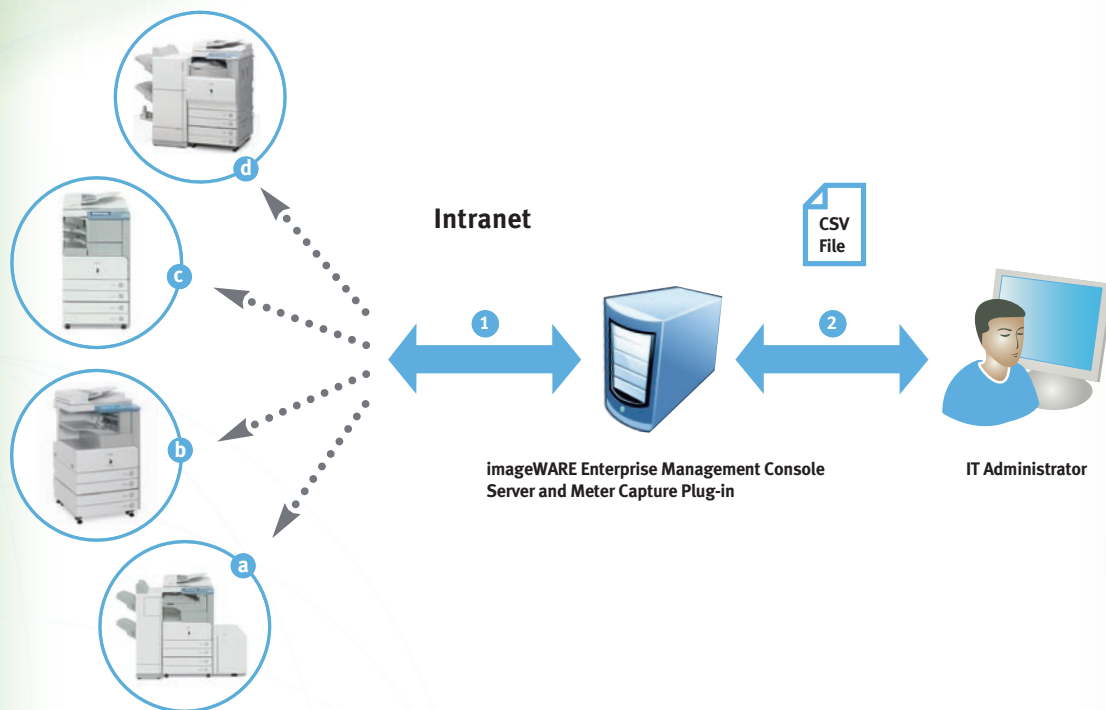 d
c
b
a
Intranet
1
CSV
File
2
imageWARE Enterprise Management Console
Server and Meter Capture Plug-in
IT Administrator